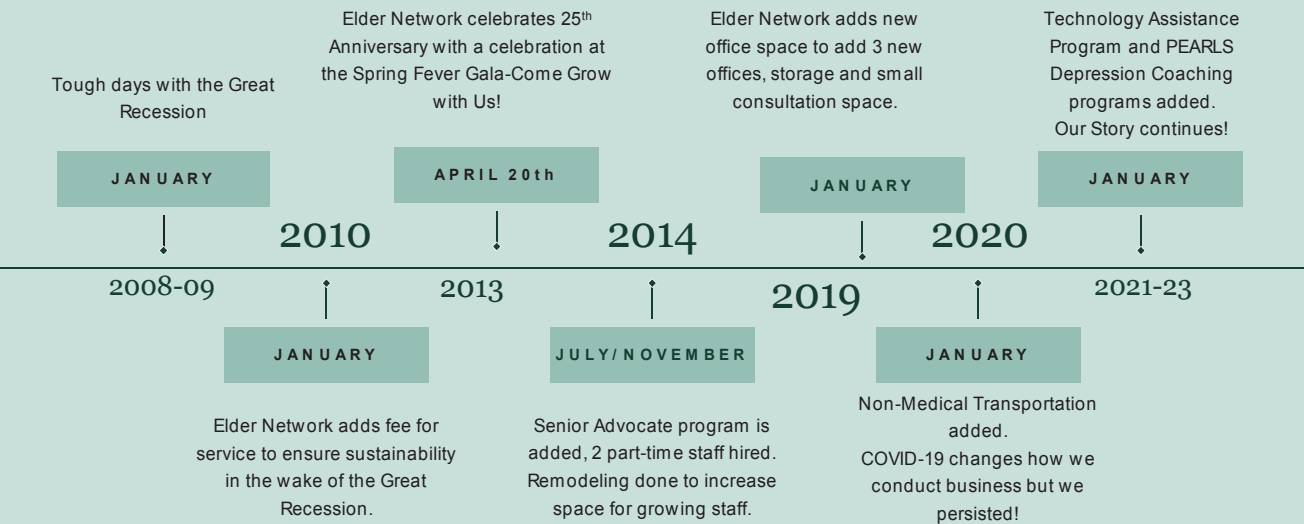 Tough days with the Great
Recession
JANUARY
2008-09
2010
JANUARY
Elder Network adds fee for
service to ensure sustainability
in the wake of the Great
Recession.
Elder Network celebrates 25th
Anniversary with a celebration at
the Spring Fever Gala-Come Grow
with Us!
APRIL 20th
2013
2014
JULY/NOVEMBER
Senior Advocate program is
added, 2 part-time staff hired.
Remodeling done to increase
space for growing staff.
Elder Network adds new
office space to add 3 new
offices, storage and small
consultation space.
JANUARY
2019
2020
JANUARY
Non-Medical Transportation
added.
COVID-19 changes how we
conduct business but we
persisted!
Technology Assistance
Program and PEARLS
Depression Coaching
programs added.
Our Story continues!
JANUARY
2021-23